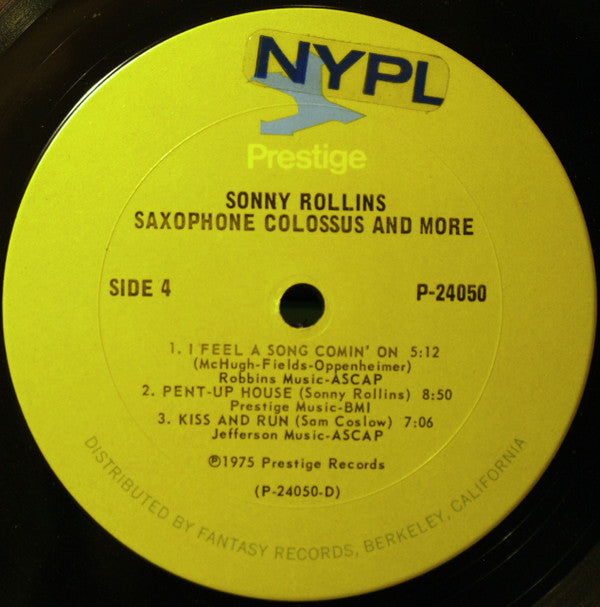 NYPL
Prestige
SONNY ROLLINS
SAXOPHONE COLOSSUS AND MORE
SIDE 4
P-24050
1. I FEEL A SONG COMIN' ON 5:12
(McHugh-Fields-Oppenheimer)
Robbins Music-ASCAP
2. PENT-UP HOUSE (Sonny Rollins) 8:50
Prestige Music-BMI
3. KISS AND RUN (Sam Coslow) 7:06
Jefferson Music-ASCAP
℗1975 Prestige Records
(P-24050-D)
DISTRIBUTED BY FANTASY RECORDS, BERKELEY, CALIFORNIA